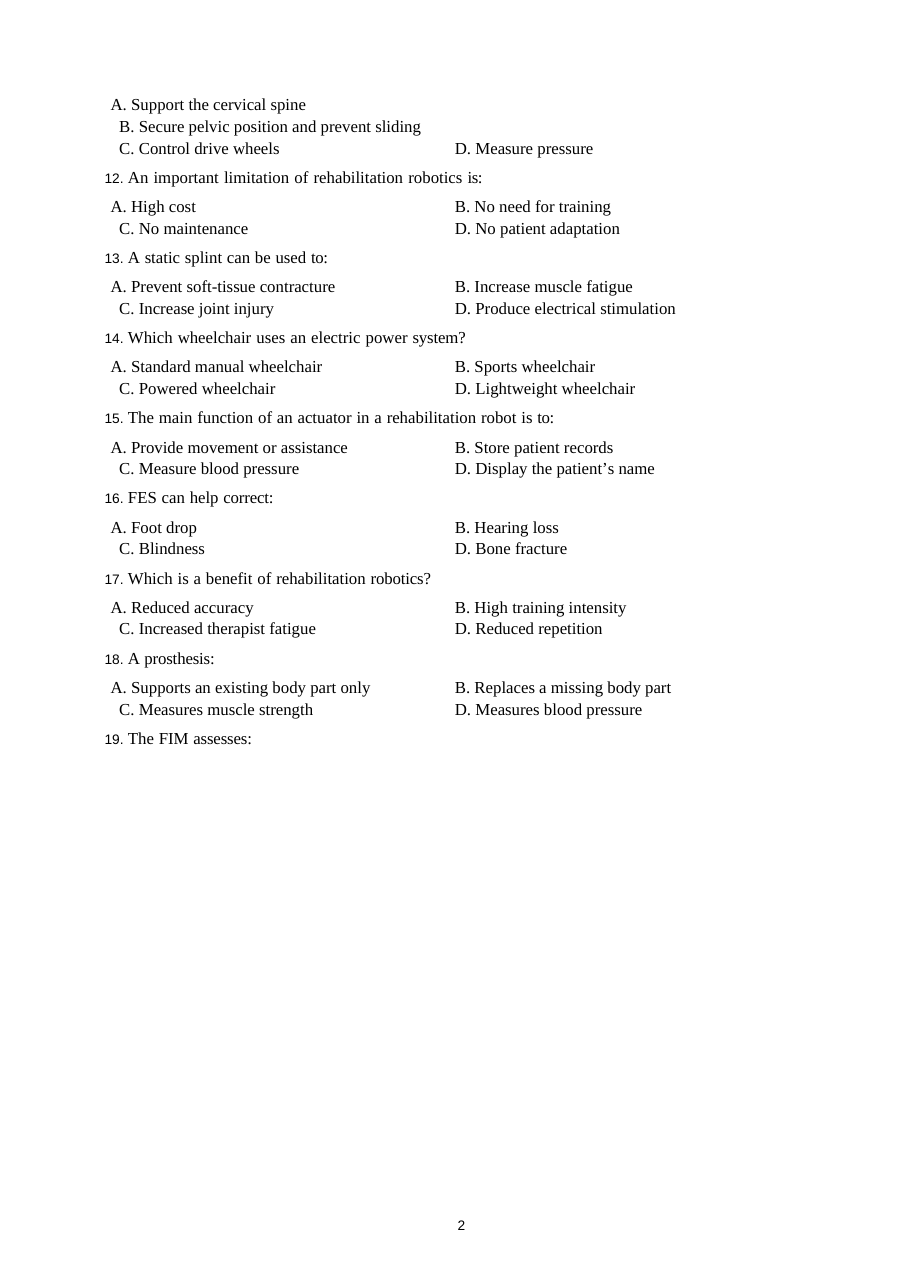 A. Support the cervical spine
B. Secure pelvic position and prevent sliding
C. Control drive wheels D. Measure pressure
12. An important limitation of rehabilitation robotics is:
A. High cost B. No need for training
C. No maintenance D. No patient adaptation
13. A static splint can be used to:
A. Prevent soft-tissue contracture B. Increase muscle fatigue
C. Increase joint injury D. Produce electrical stimulation
14. Which wheelchair uses an electric power system?
A. Standard manual wheelchair B. Sports wheelchair
C. Powered wheelchair D. Lightweight wheelchair
15. The main function of an actuator in a rehabilitation robot is to:
A. Provide movement or assistance B. Store patient records
C. Measure blood pressure D. Display the patient’s name
16. FES can help correct:
A. Foot drop B. Hearing loss
C. Blindness D. Bone fracture
17. Which is a benefit of rehabilitation robotics?
A. Reduced accuracy B. High training intensity
C. Increased therapist fatigue D. Reduced repetition
18. A prosthesis:
A. Supports an existing body part only B. Replaces a missing body part
C. Measures muscle strength D. Measures blood pressure
19. The FIM assesses:
2